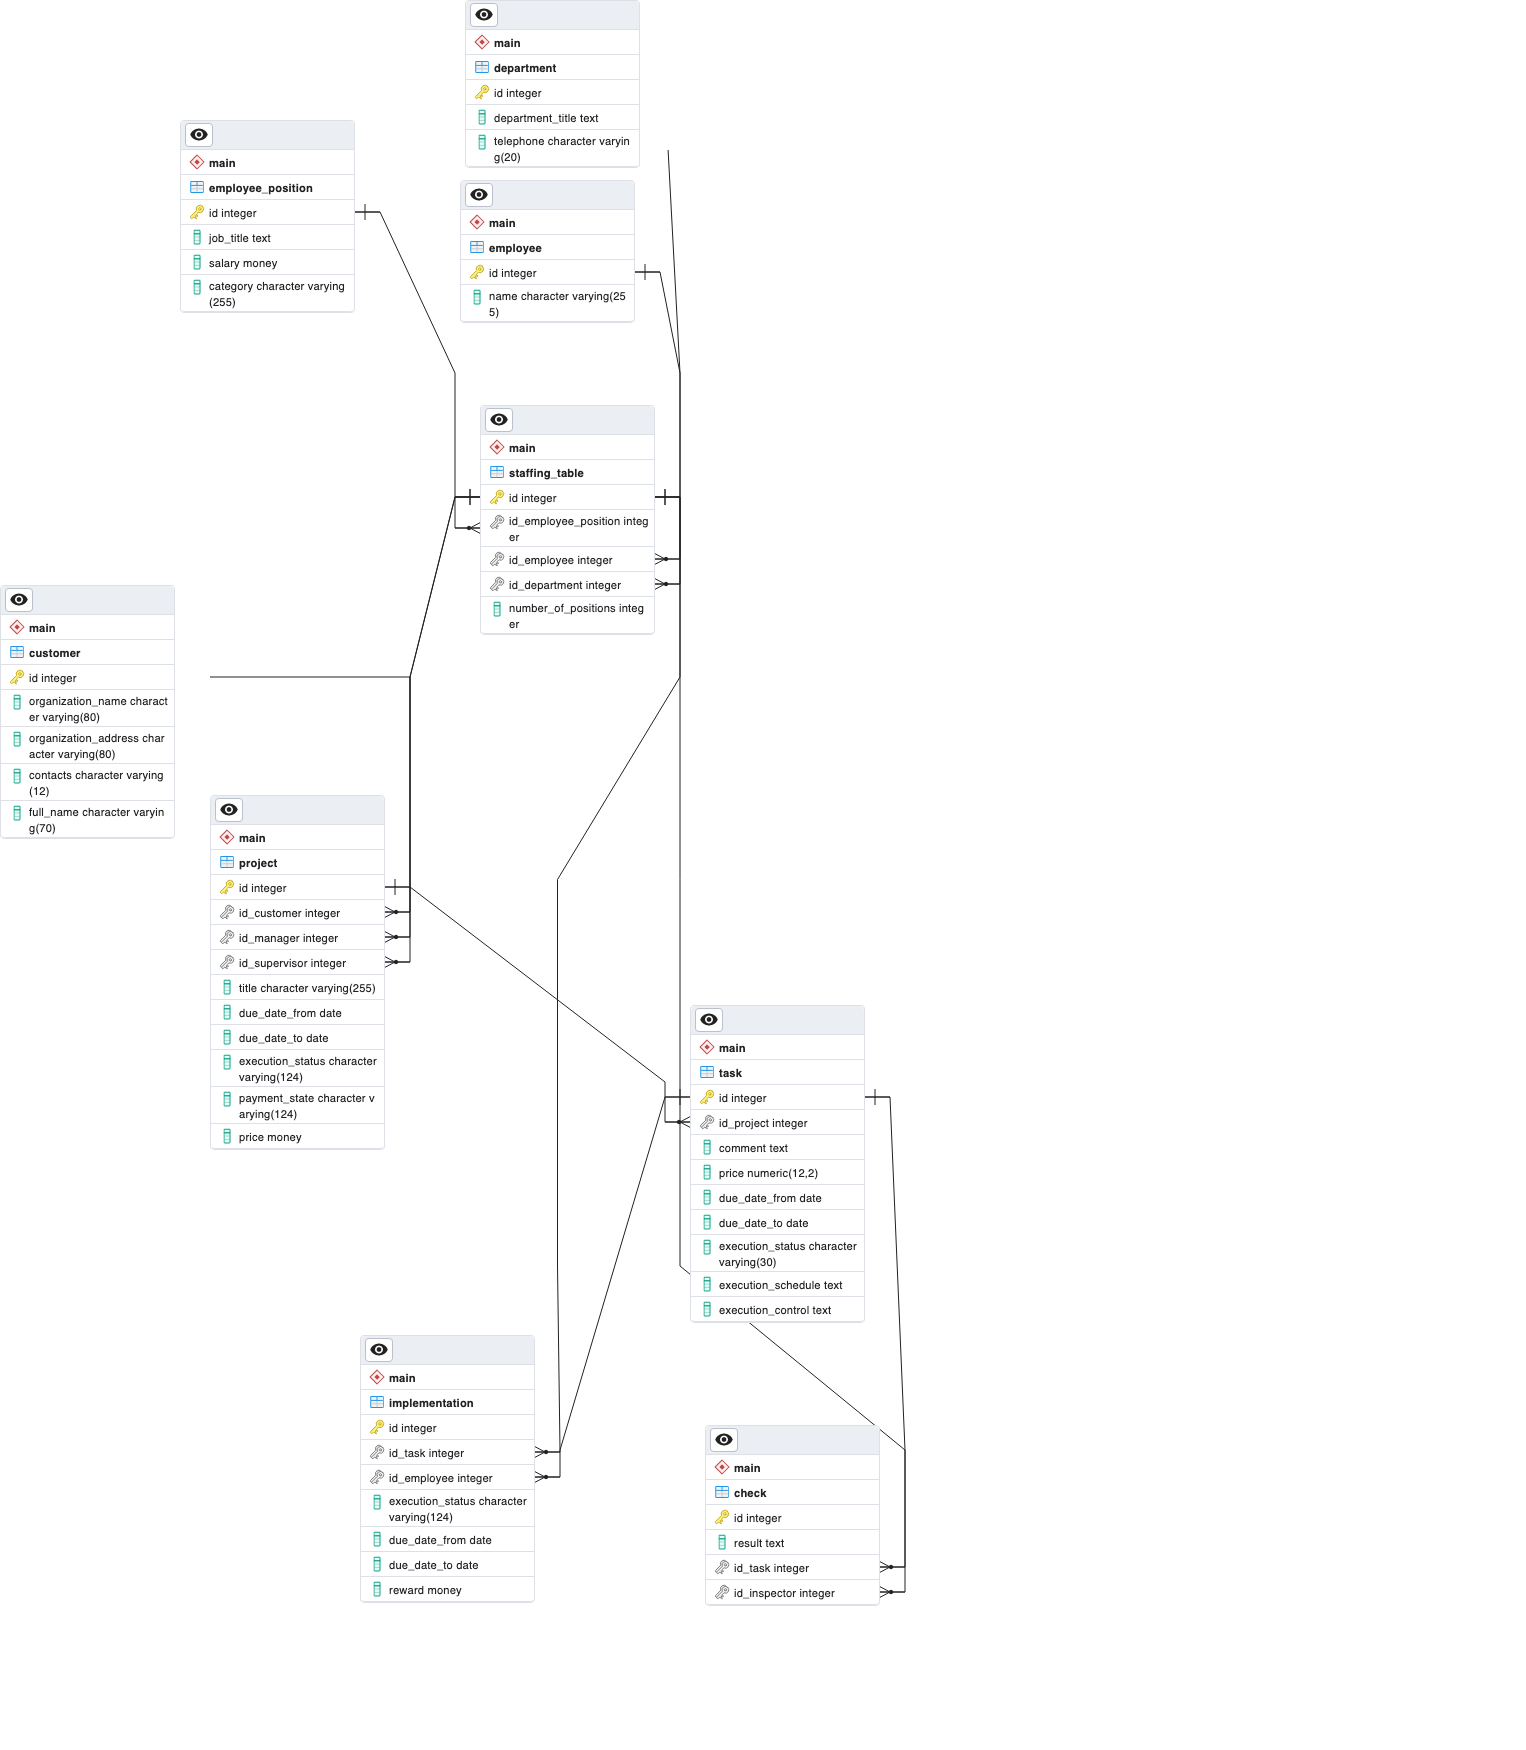 main
department
id integer
department_title text
telephone character varyin
g(20)
main
employee_position
id integer
job_title text
salary money
category character varying
(255)
main
employee
id integer
name character varying(25
5)
main
staffing_table
id integer
id_employee_position integ
er
id_employee integer
id_department integer
number_of_positions integ
er
main
customer
id integer
organization_name charact
er varying(80)
organization_address char
acter varying(80)
contacts character varying
(12)
full_name character varyin
g(70)
main
project
id integer
id_customer integer
id_manager integer
id_supervisor integer
title character varying(255)
due_date_from date
due_date_to date
execution_status character
varying(124)
payment_state character v
arying(124)
price money
main
task
id integer
id_project integer
comment text
price numeric(12,2)
due_date_from date
due_date_to date
execution_status character
varying(30)
execution_schedule text
execution_control text
main
implementation
id integer
id_task integer
id_employee integer
execution_status character
varying(124)
due_date_from date
due_date_to date
reward money
main
check
id integer
result text
id_task integer
id_inspector integer